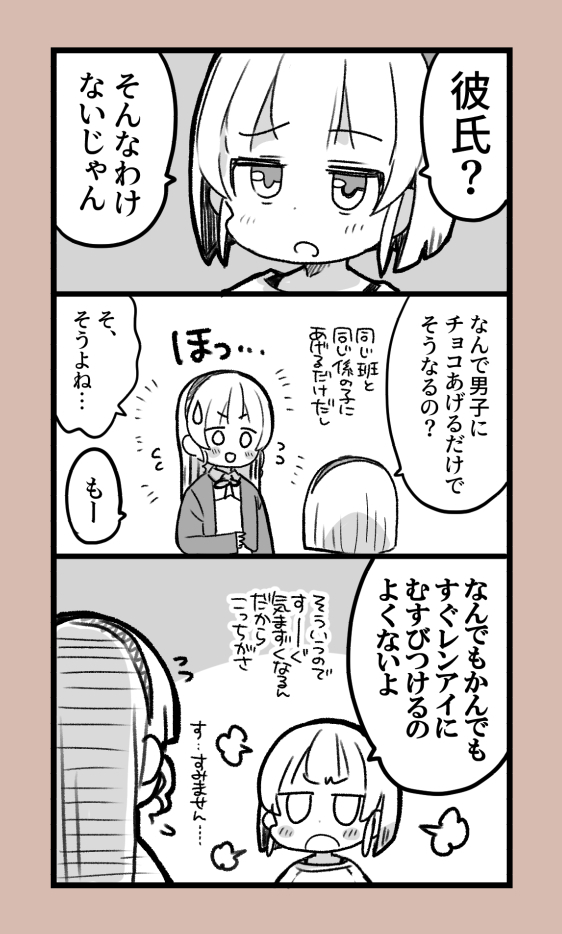 彼氏?
そんなわけ
ないじゃん
なんで男子に
チョコあげるだけで
そうなるの?
同じ班と
同じ係の子に
あげるだけだし
ほっ…
そ、
そうよね…
もー
なんでもかんでも
すぐレンアイに
むすびつけるの
よくないよ
そういうので
すーぐ
気まずくなるん
だから
こっちがさ
す…すみません……